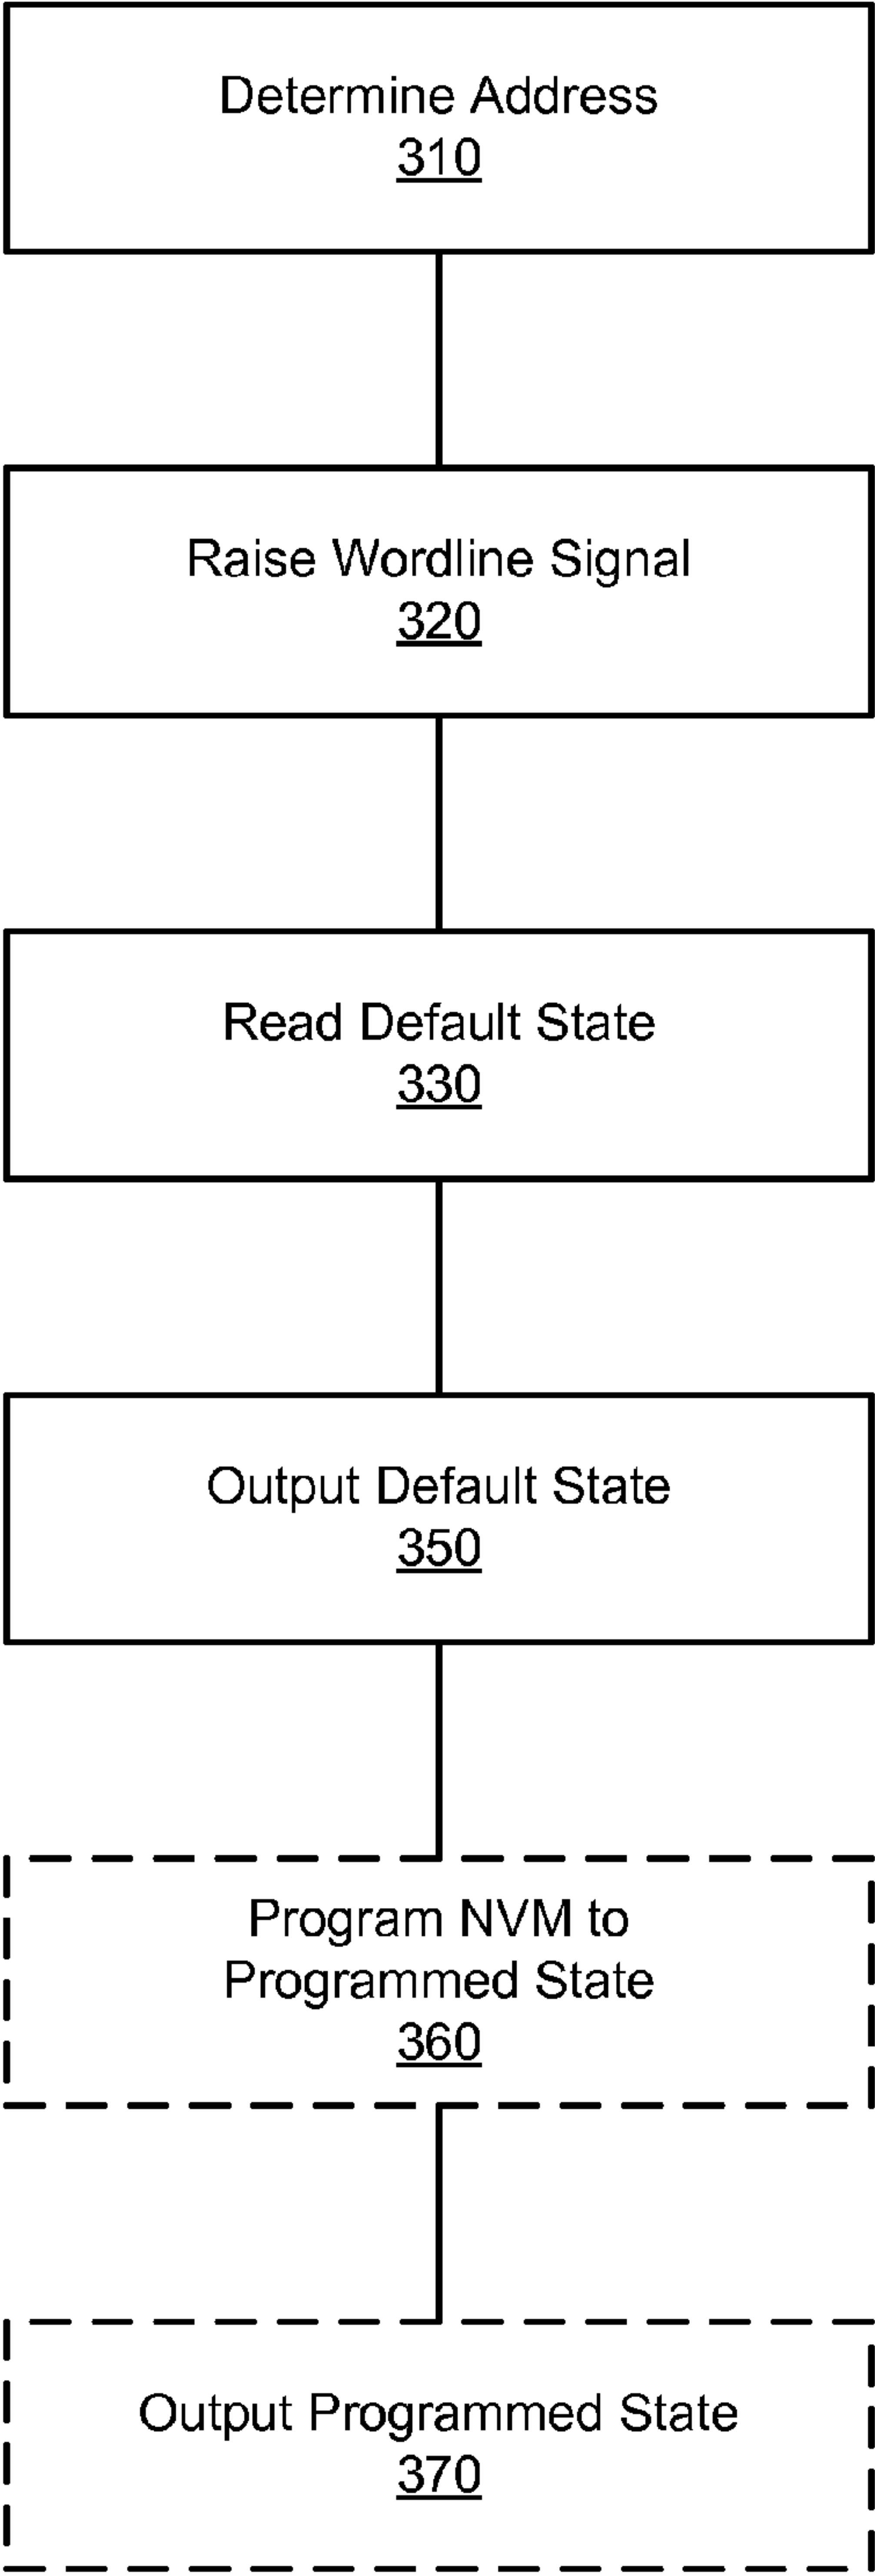 Determine Address
310
Raise Wordline Signal
320
Read Default State
330
Output Default State
350
Program NVM to
Programmed State
360
Output Programmed State
370